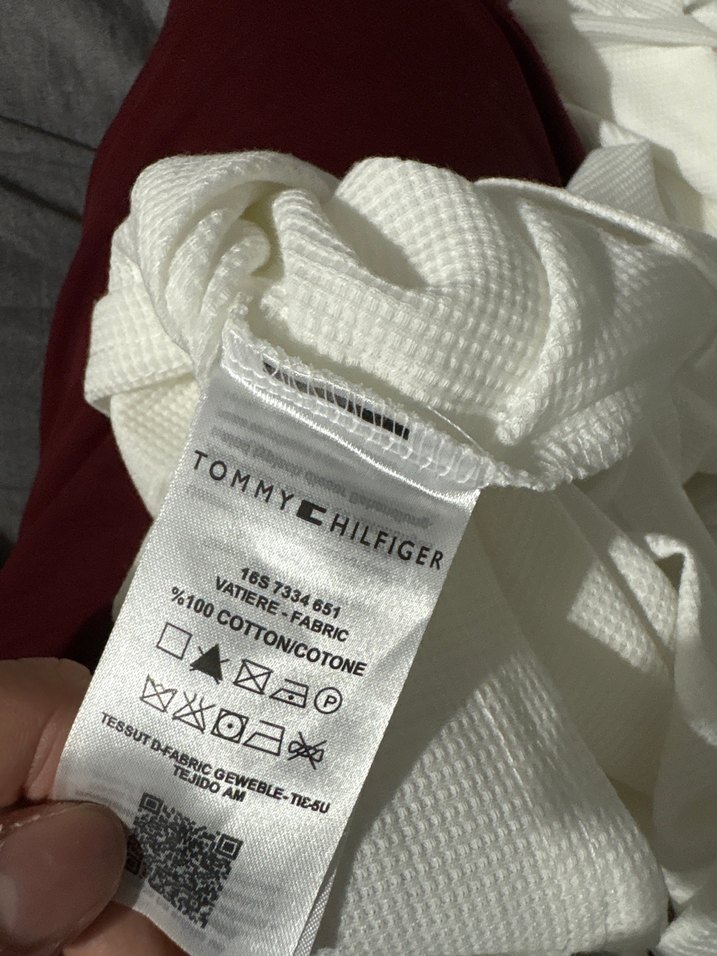 TOMMY HILFIGER
16S 7334 651
VATIERE - FABRIC
%100 COTTON/COTONE
P
TESSUT D-FABRIC GEWEBLE-TIE-5U
TEJIDO AM